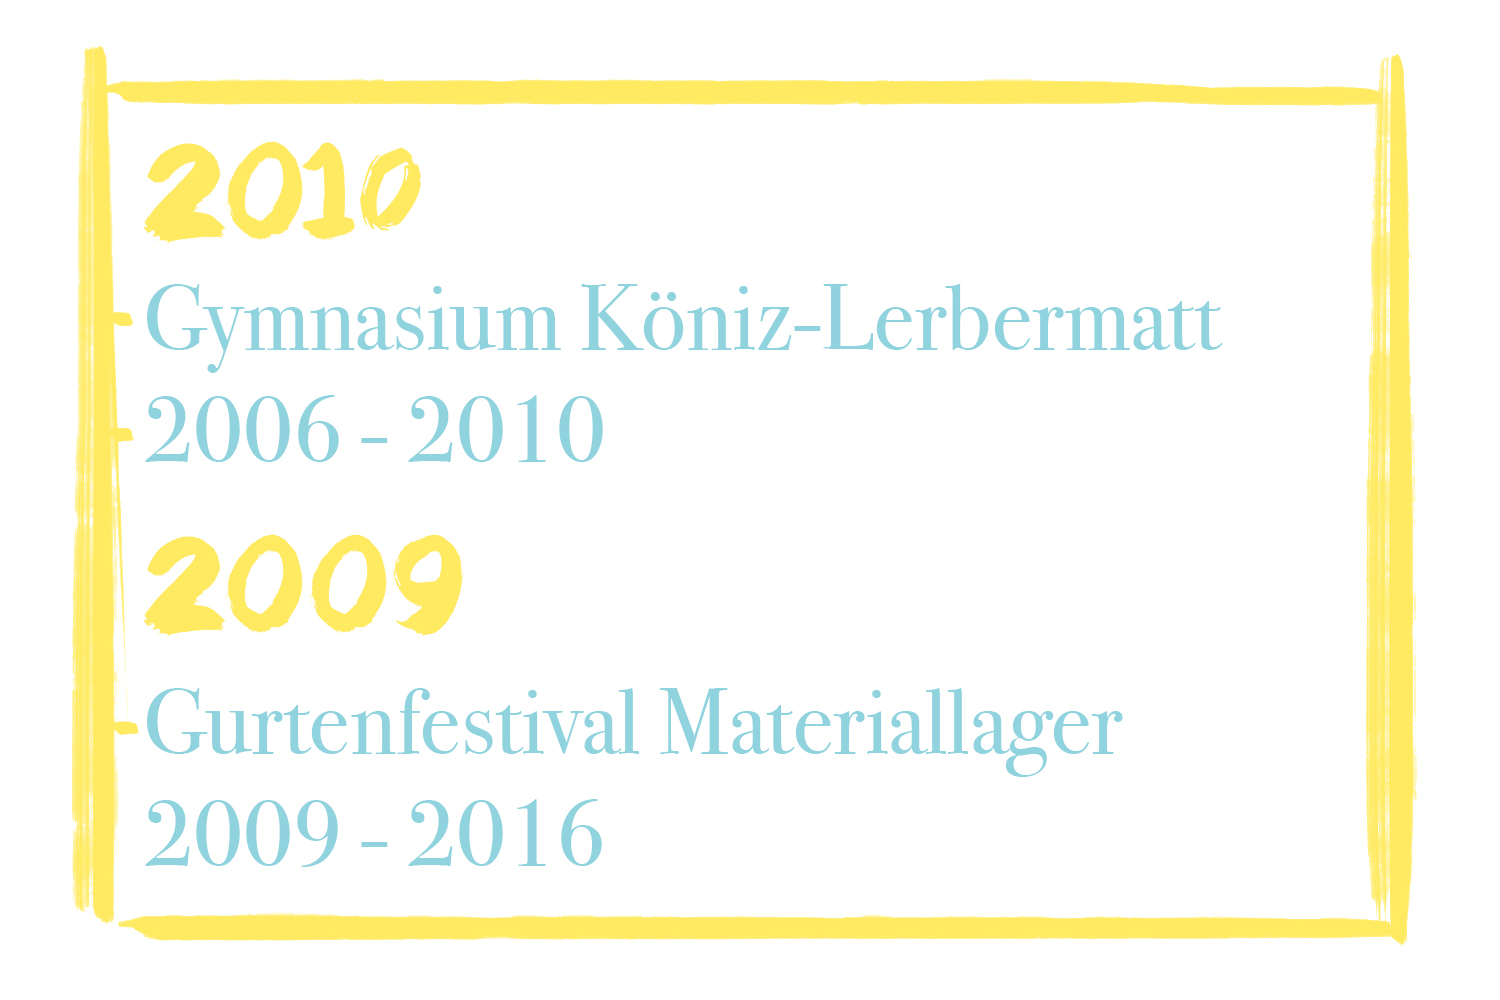 2010
Gymnasium Köniz-Lerbermatt
2006 - 2010
2009
Gurtenfestival Materiallager
2009 - 2016